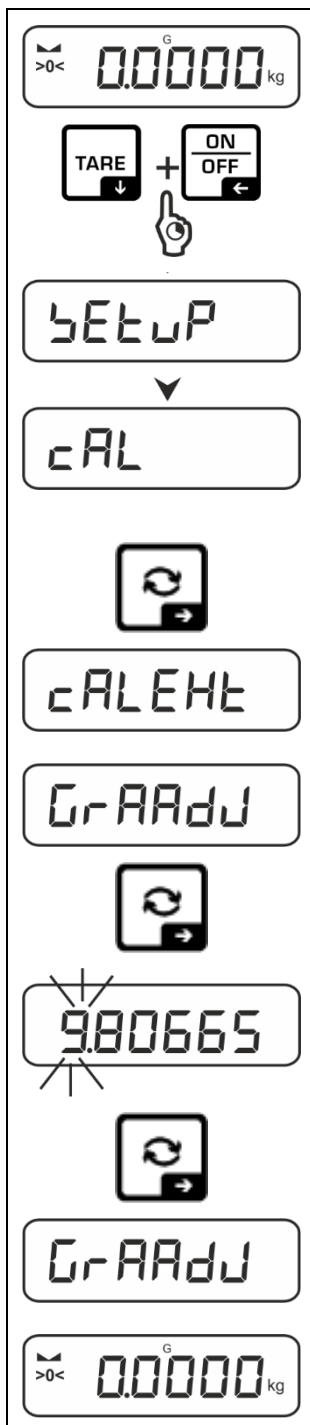 >0< G 0.0000 kg
TARE + ON OFF
SEtuP
cAL
cALEHt
GrAAdJ
9.80665
GrAAdJ
>0< G 0.0000 kg